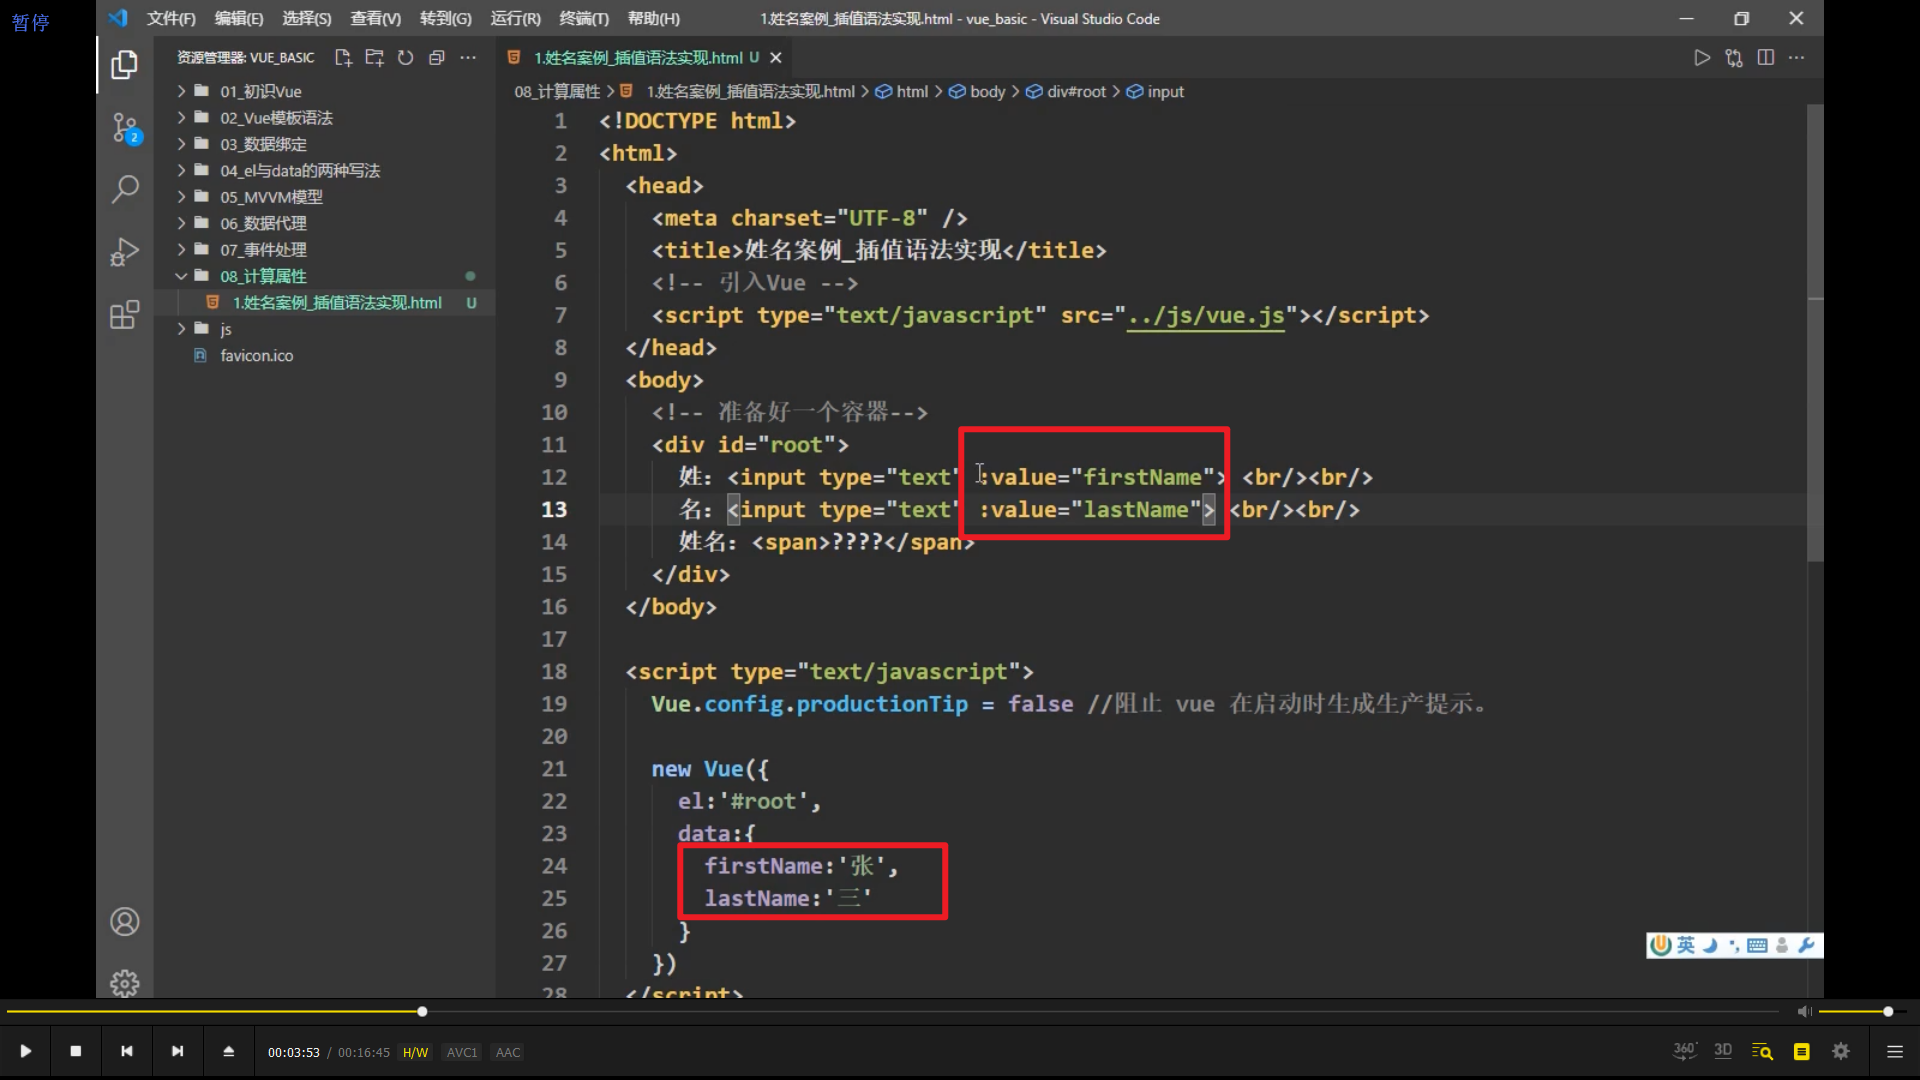 暂停
文件(F) 编辑(E) 选择(S) 查看(V) 转到(G) 运行(R) 终端(T) 帮助(H) 1.姓名案例_插值语法实现.html - vue_basic - Visual Studio Code
资源管理器: VUE_BASIC
01_初识Vue
02_Vue模板语法
03_数据绑定
04_el与data的两种写法
05_MVVM模型
06_数据代理
07_事件处理
08_计算属性
1.姓名案例_插值语法实现.html U
js
favicon.ico
2
1.姓名案例_插值语法实现.html U
08_计算属性 > 1.姓名案例_插值语法实现.html > html > body > div#root > input
1 <!DOCTYPE html>
2 <html>
3 <head>
4 <meta charset="UTF-8" />
5 <title>姓名案例_插值语法实现</title>
6 <!-- 引入Vue -->
7 <script type="text/javascript" src="../js/vue.js"></script>
8 </head>
9 <body>
10 <!-- 准备好一个容器-->
11 <div id="root">
12 姓：<input type="text" :value="firstName"> <br/><br/>
13 名：<input type="text" :value="lastName"> <br/><br/>
14 姓名：<span>????</span>
15 </div>
16 </body>
17
18 <script type="text/javascript">
19 Vue.config.productionTip = false //阻止 vue 在启动时生成生产提示。
20
21 new Vue({
22 el:'#root',
23 data:{
24 firstName:'张',
25 lastName:'三'
26 }
27 })
28 </script>
英
00:03:53 / 00:16:45 H/W AVC1 AAC
360° 3D